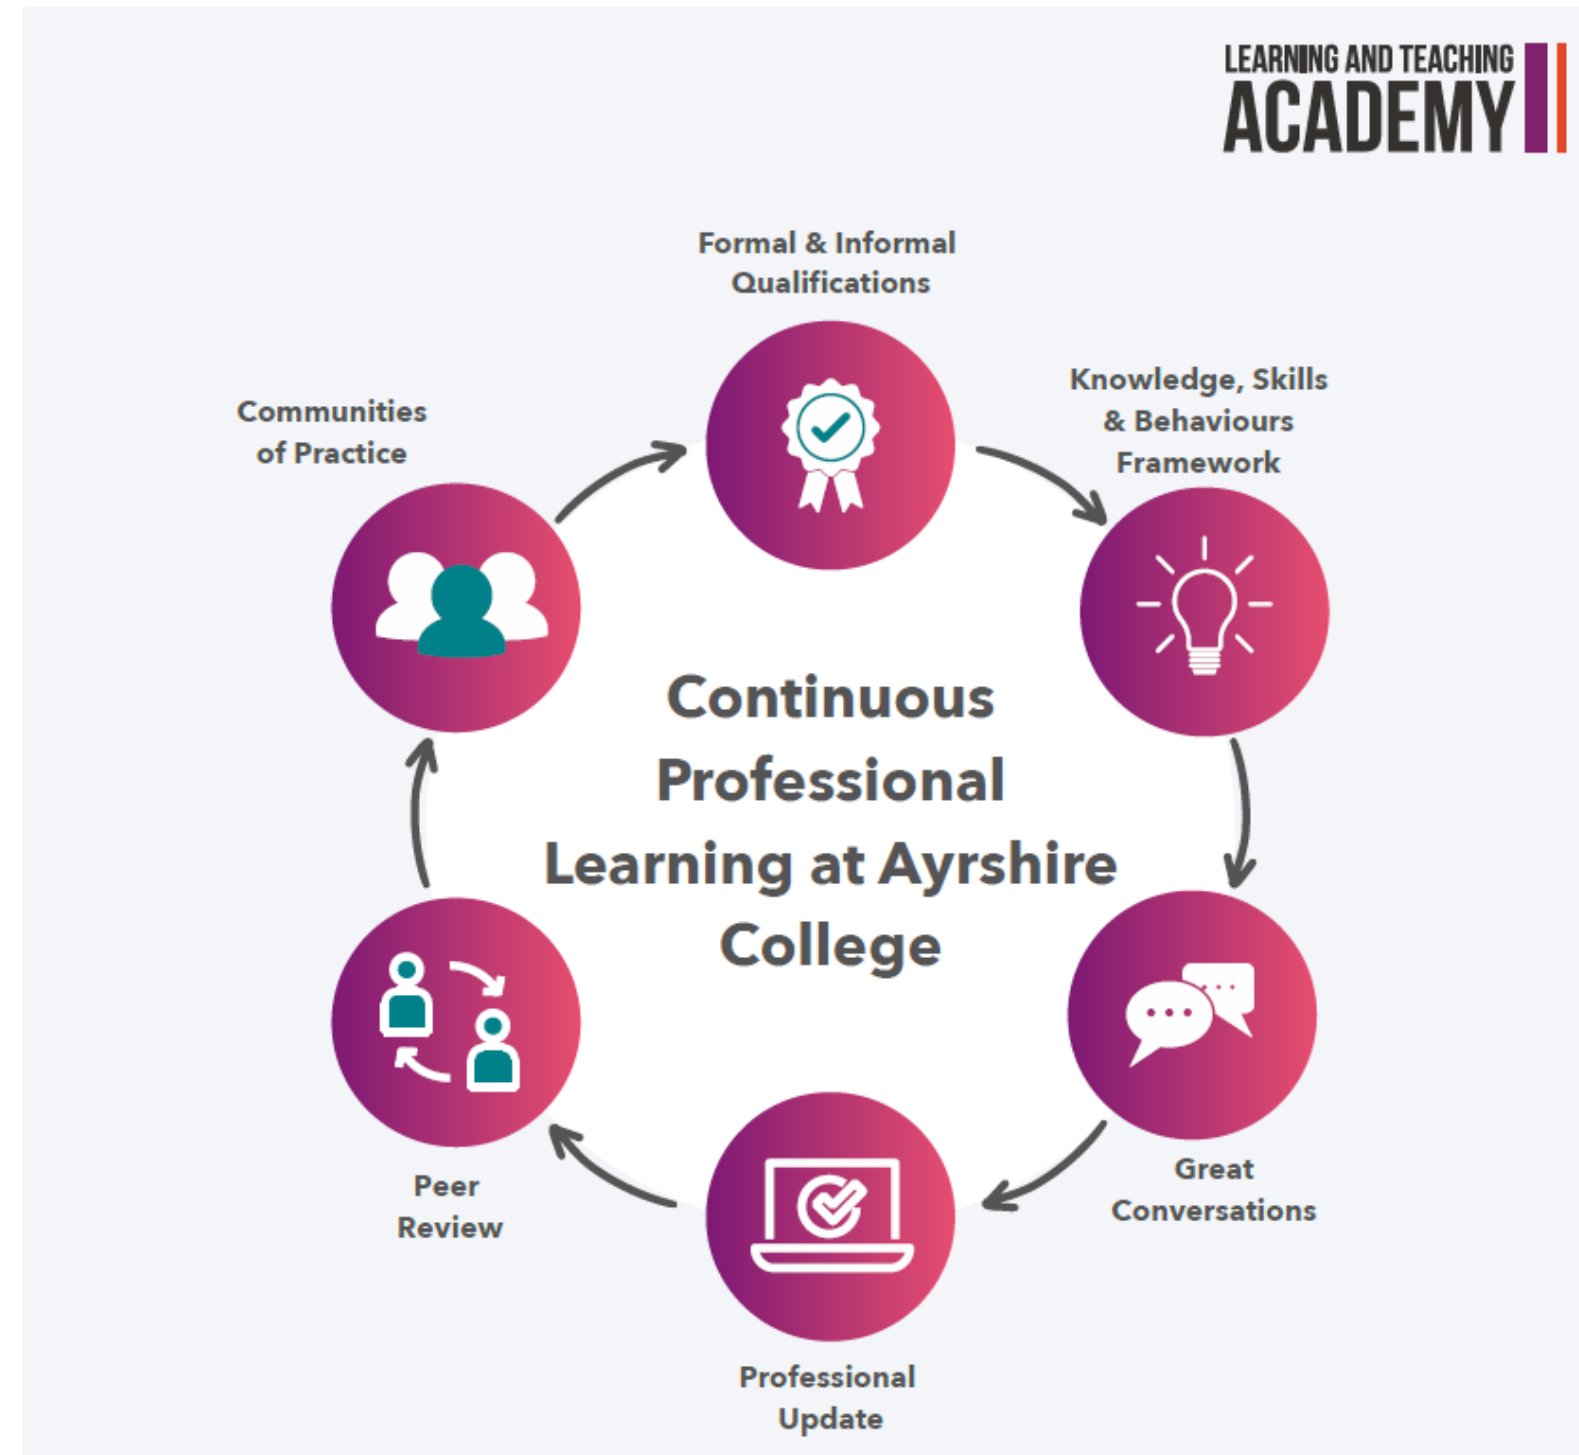 LEARNING AND TEACHING
ACADEMY
Formal & Informal
Qualifications
Knowledge, Skills
& Behaviours
Framework
Communities
of Practice
Continuous
Professional
Learning at Ayrshire
College
Great
Conversations
Peer
Review
Professional
Update